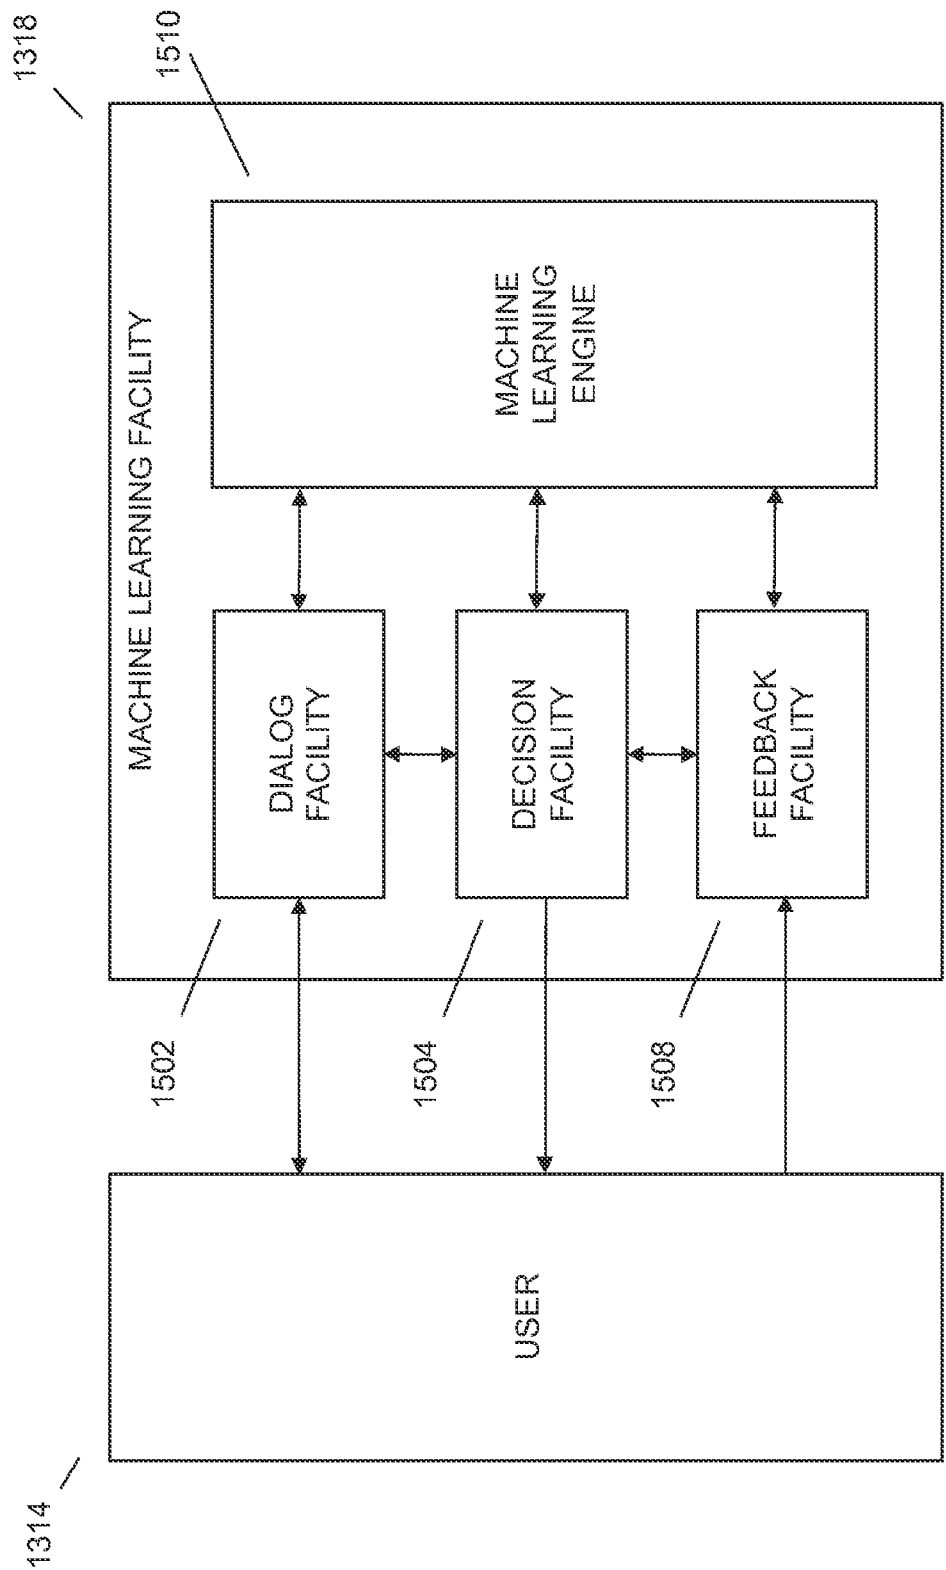 1318
1510
MACHINE LEARNING FACILITY
MACHINE
LEARNING
ENGINE
DIALOG
FACILITY
DECISION
FACILITY
FEEDBACK
FACILITY
1502
1504
1508
USER
1314